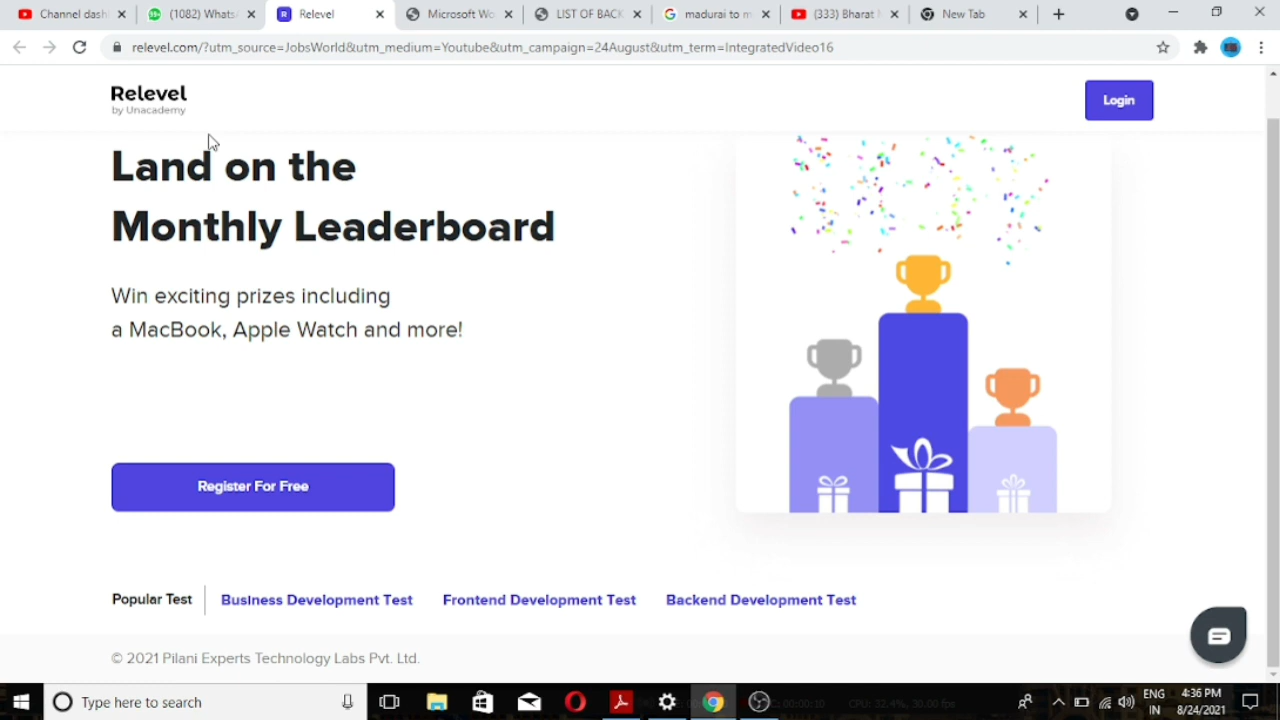 Channel dash
(1082) Whats
Relevel
Microsoft Wo
LIST OF BACK
madurai to m
(333) Bharat
New Tab
relevel.com/?utm_source=JobsWorld&utm_medium=Youtube&utm_campaign=24August&utm_term=IntegratedVideo16
Relevel
by Unacademy
Login
Land on the
Monthly Leaderboard
Win exciting prizes including
a MacBook, Apple Watch and more!
Register For Free
Popular Test
Business Development Test
Frontend Development Test
Backend Development Test
© 2021 Pilani Experts Technology Labs Pvt. Ltd.
Type here to search
ENG
IN
4:36 PM
8/24/2021